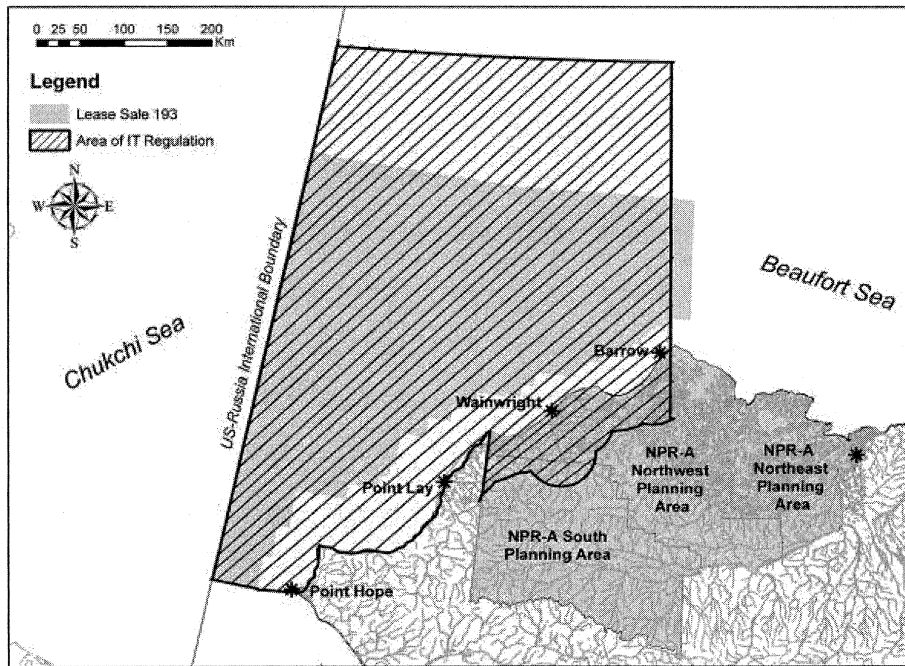 0 25 50 100 150 200
Km
Legend
Lease Sale 193
Area of IT Regulation
N
W E
S
Chukchi Sea
US-Russia International Boundary
Beaufort Sea
Barrow
Wainwright
Point Lay
Point Hope
NPR-A
Northwest
Planning
Area
NPR-A
Northeast
Planning
Area
NPR-A South
Planning Area